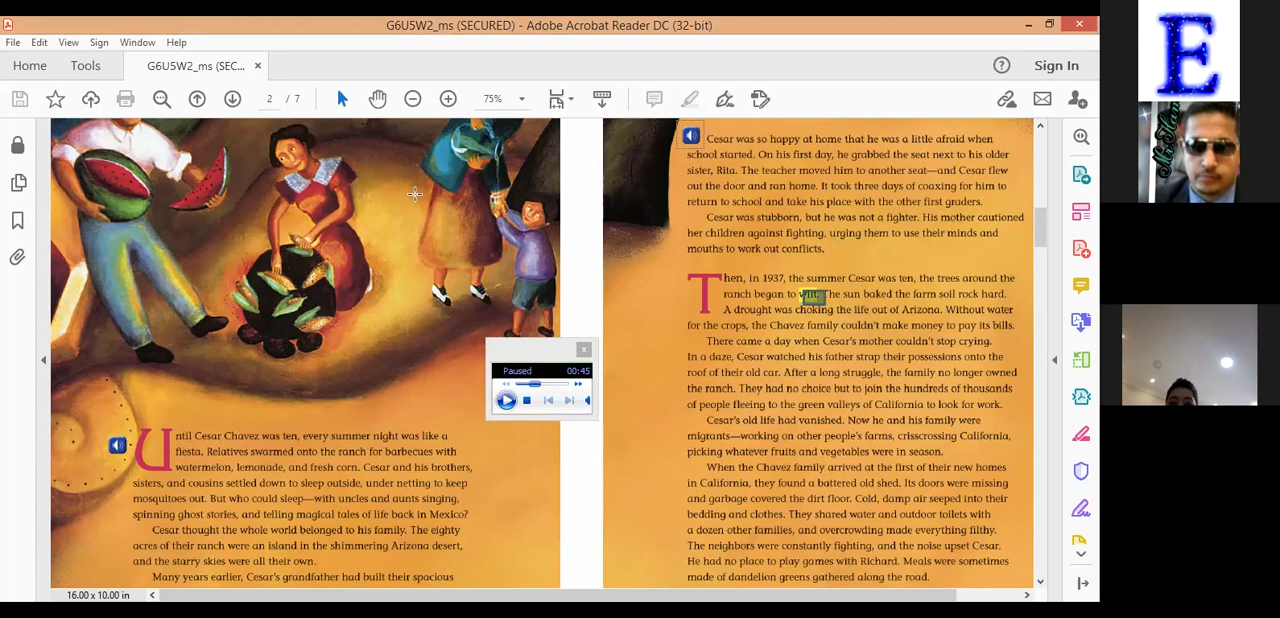 G6U5W2_ms (SECURED) - Adobe Acrobat Reader DC (32-bit)
File Edit View Sign Window Help
Home Tools G6U5W2_ms (SEC... × Sign In
2 / 7 75%
Cesar was so happy at home that he was a little afraid when
school started. On his first day, he grabbed the seat next to his older
sister, Rita. The teacher moved him to another seat—and Cesar flew
out the door and ran home. It took three days of coaxing for him to
return to school and take his place with the other first graders.
Cesar was stubborn, but he was not a fighter. His mother cautioned
her children against fighting, urging them to use their minds and
mouths to work out conflicts.
Then, in 1937, the summer Cesar was ten, the trees around the
ranch began to wilt. The sun baked the farm soil rock hard.
A drought was choking the life out of Arizona. Without water
for the crops, the Chavez family couldn't make money to pay its bills.
There came a day when Cesar's mother couldn't stop crying.
In a daze, Cesar watched his father strap their possessions onto the
roof of their old car. After a long struggle, the family no longer owned
the ranch. They had no choice but to join the hundreds of thousands
of people fleeing to the green valleys of California to look for work.
Cesar's old life had vanished. Now he and his family were
migrants—working on other people's farms, crisscrossing California,
picking whatever fruits and vegetables were in season.
When the Chavez family arrived at the first of their new homes
in California, they found a battered old shed. Its doors were missing
and garbage covered the dirt floor. Cold, damp air seeped into their
bedding and clothes. They shared water and outdoor toilets with
a dozen other families, and overcrowding made everything filthy.
The neighbors were constantly fighting, and the noise upset Cesar.
He had no place to play games with Richard. Meals were sometimes
made of dandelion greens gathered along the road.
Paused 00:45
Until Cesar Chavez was ten, every summer night was like a
fiesta. Relatives swarmed onto the ranch for barbecues with
watermelon, lemonade, and fresh corn. Cesar and his brothers,
sisters, and cousins settled down to sleep outside, under netting to keep
mosquitoes out. But who could sleep—with uncles and aunts singing,
spinning ghost stories, and telling magical tales of life back in Mexico?
Cesar thought the whole world belonged to his family. The eighty
acres of their ranch were an island in the shimmering Arizona desert,
and the starry skies were all their own.
Many years earlier, Cesar's grandfather had built their spacious
16.00 x 10.00 in
E